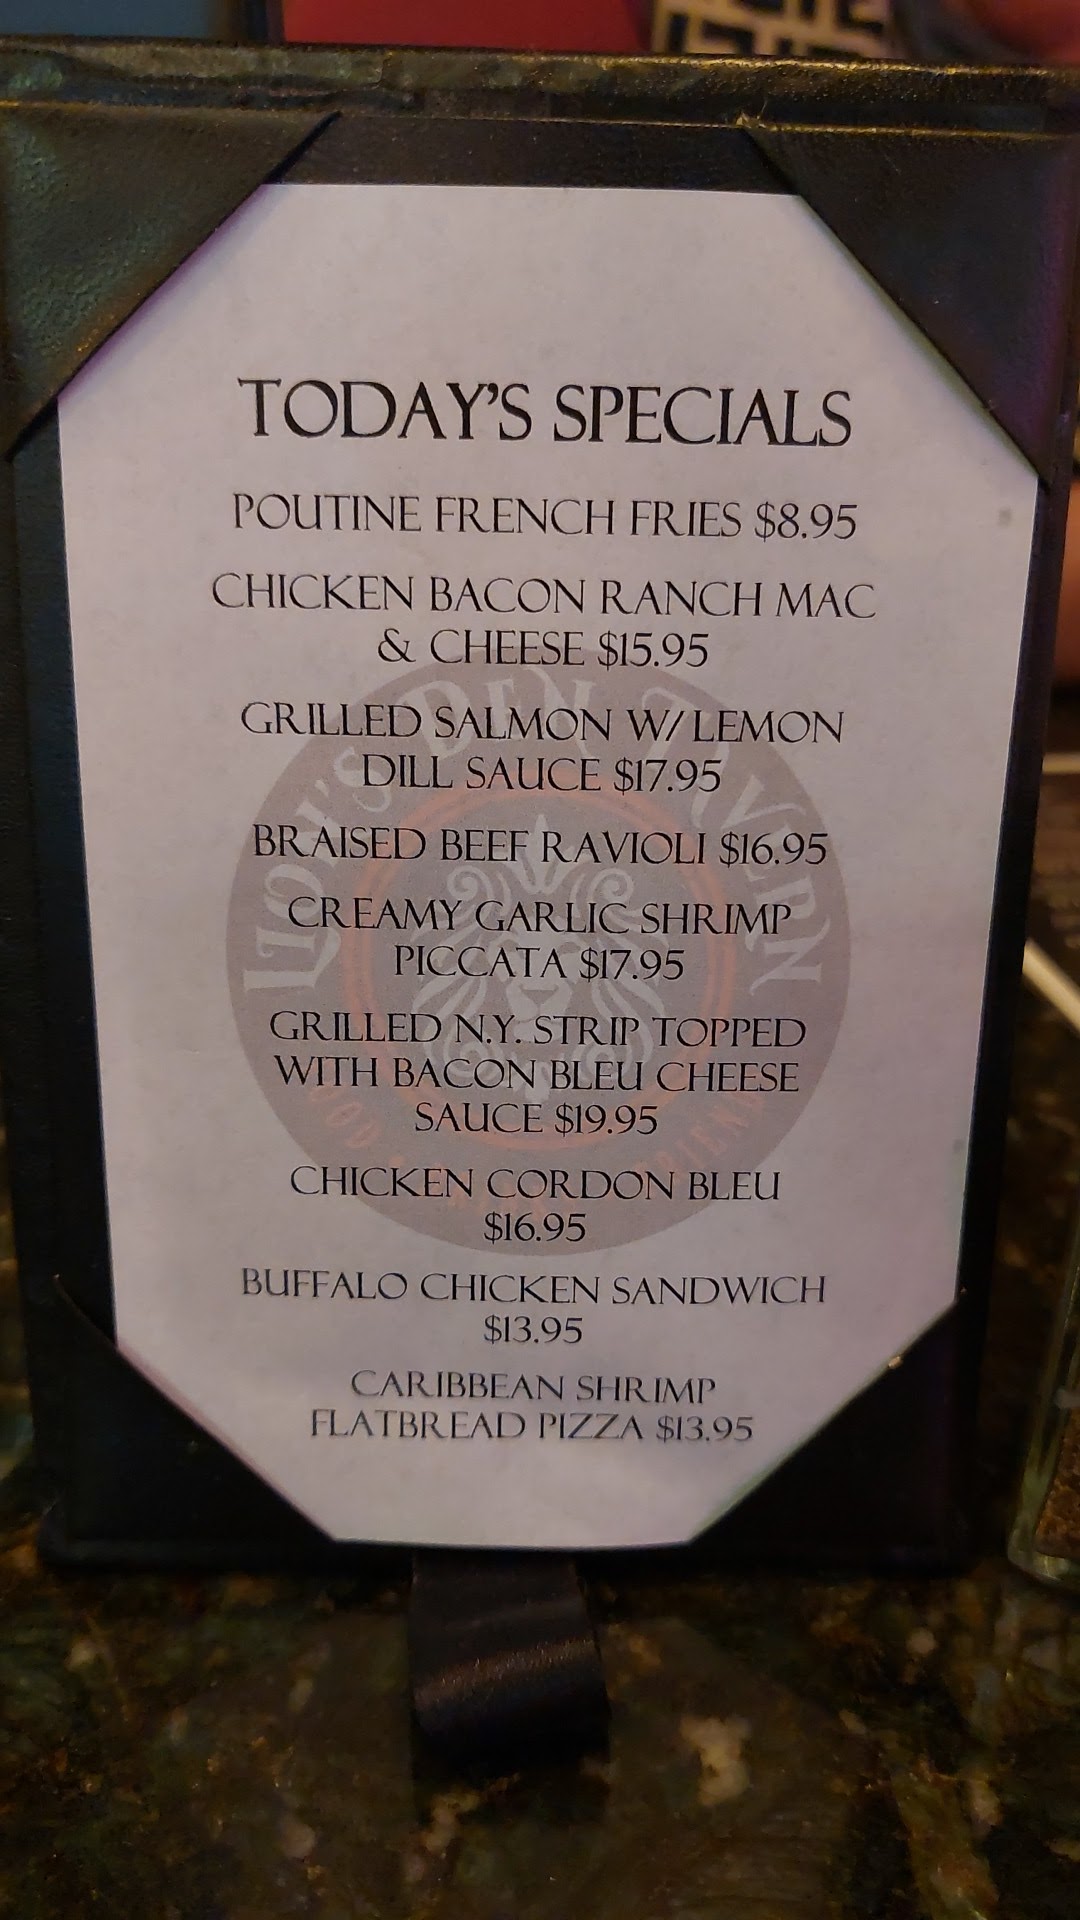 TODAY'S SPECIALS
POUTINE FRENCH FRIES $8.95
CHICKEN BACON RANCH MAC
& CHEESE $15.95
GRILLED SALMON W/ LEMON
DILL SAUCE $17.95
BRAISED BEEF RAVIOLI $16.95
CREAMY GARLIC SHRIMP
PICCATA $17.95
GRILLED N.Y. STRIP TOPPED
WITH BACON BLEU CHEESE
SAUCE $19.95
CHICKEN CORDON BLEU
$16.95
BUFFALO CHICKEN SANDWICH
$13.95
CARIBBEAN SHRIMP
FLATBREAD PIZZA $13.95
LION'S DEN TAVERN